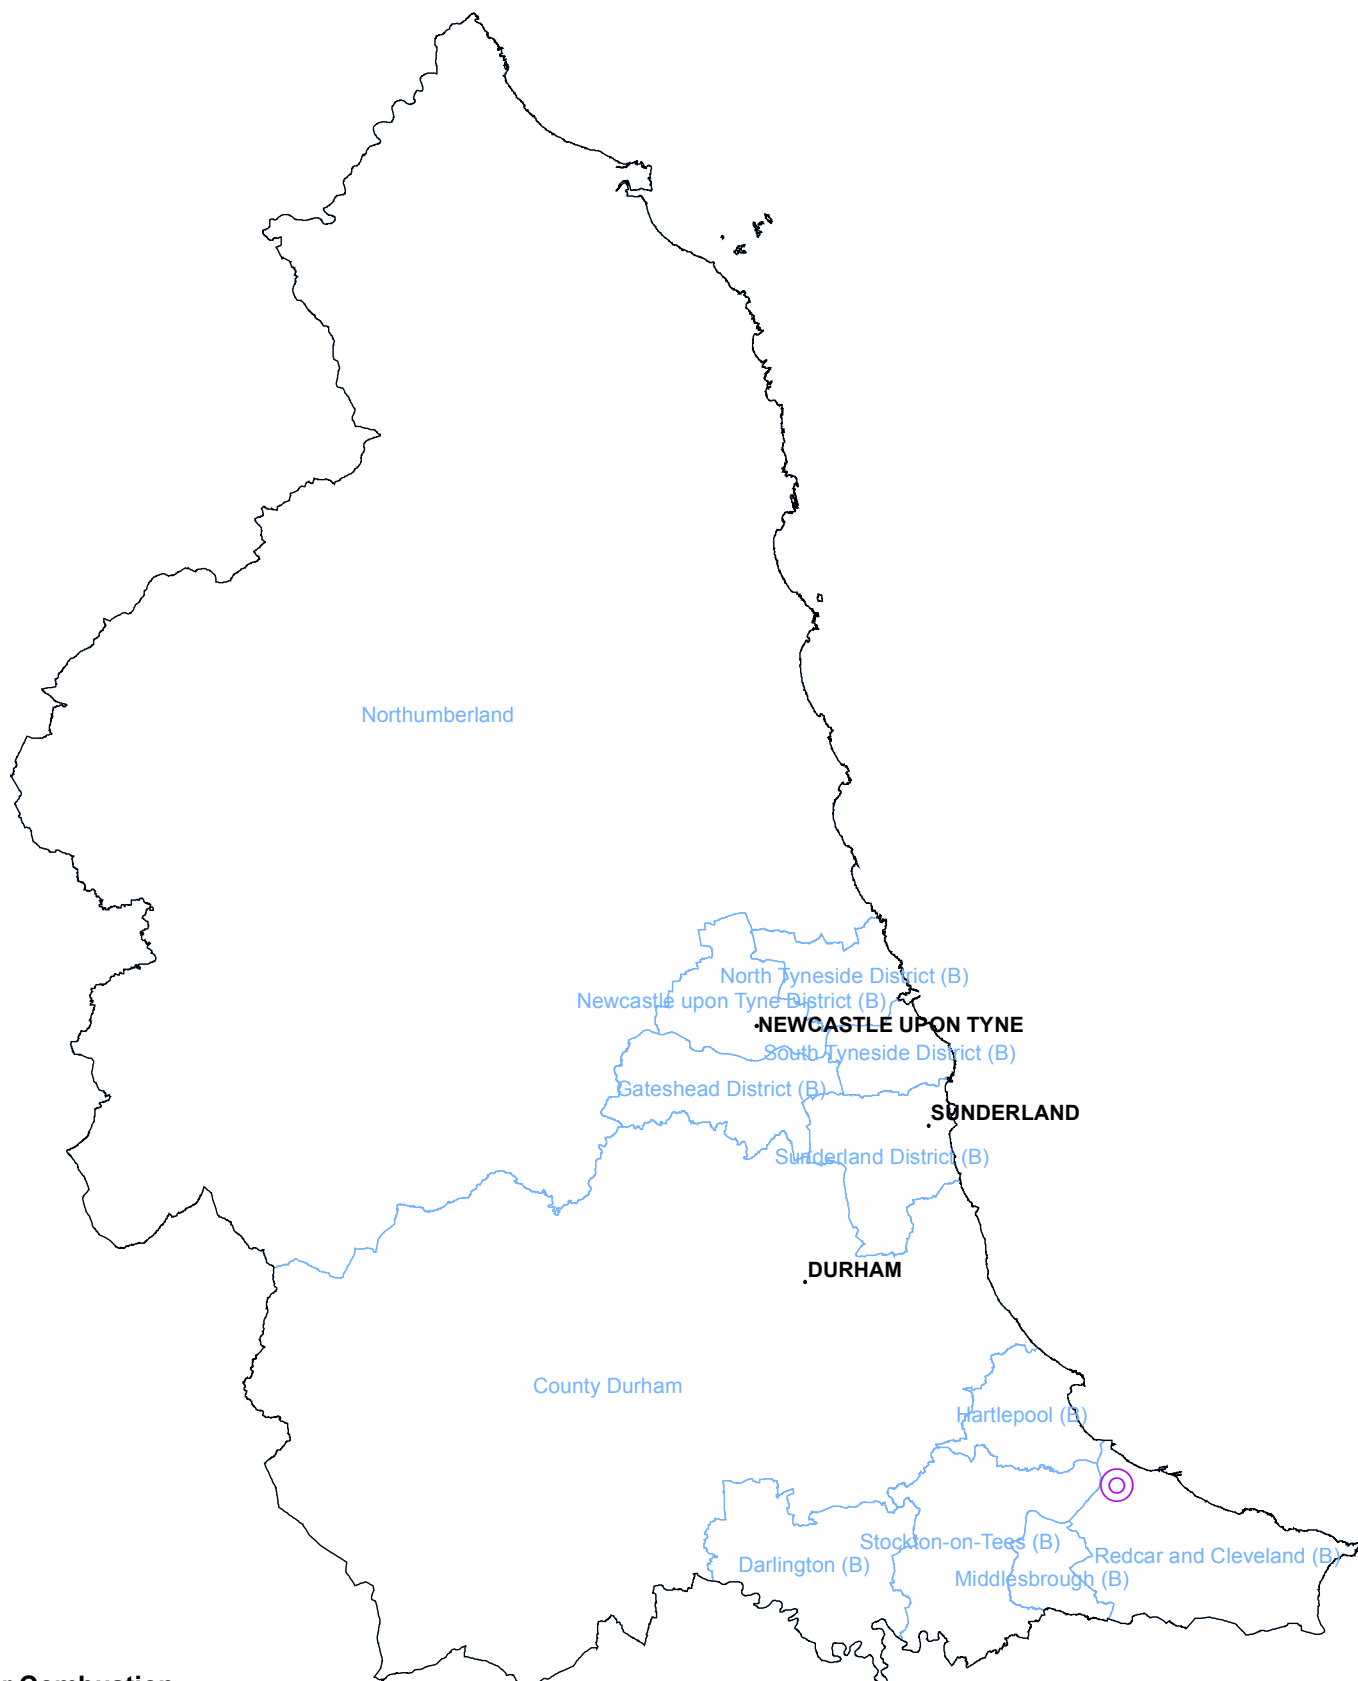 Northumberland
North Tyneside District (B)
Newcastle upon Tyne District (B)
NEWCASTLE UPON TYNE
South Tyneside District (B)
Gateshead District (B)
SUNDERLAND
Sunderland District (B)
DURHAM
County Durham
Hartlepool (B)
Stockton-on-Tees (B)
Redcar and Cleveland (B)
Darlington (B)
Middlesbrough (B)
Combustion